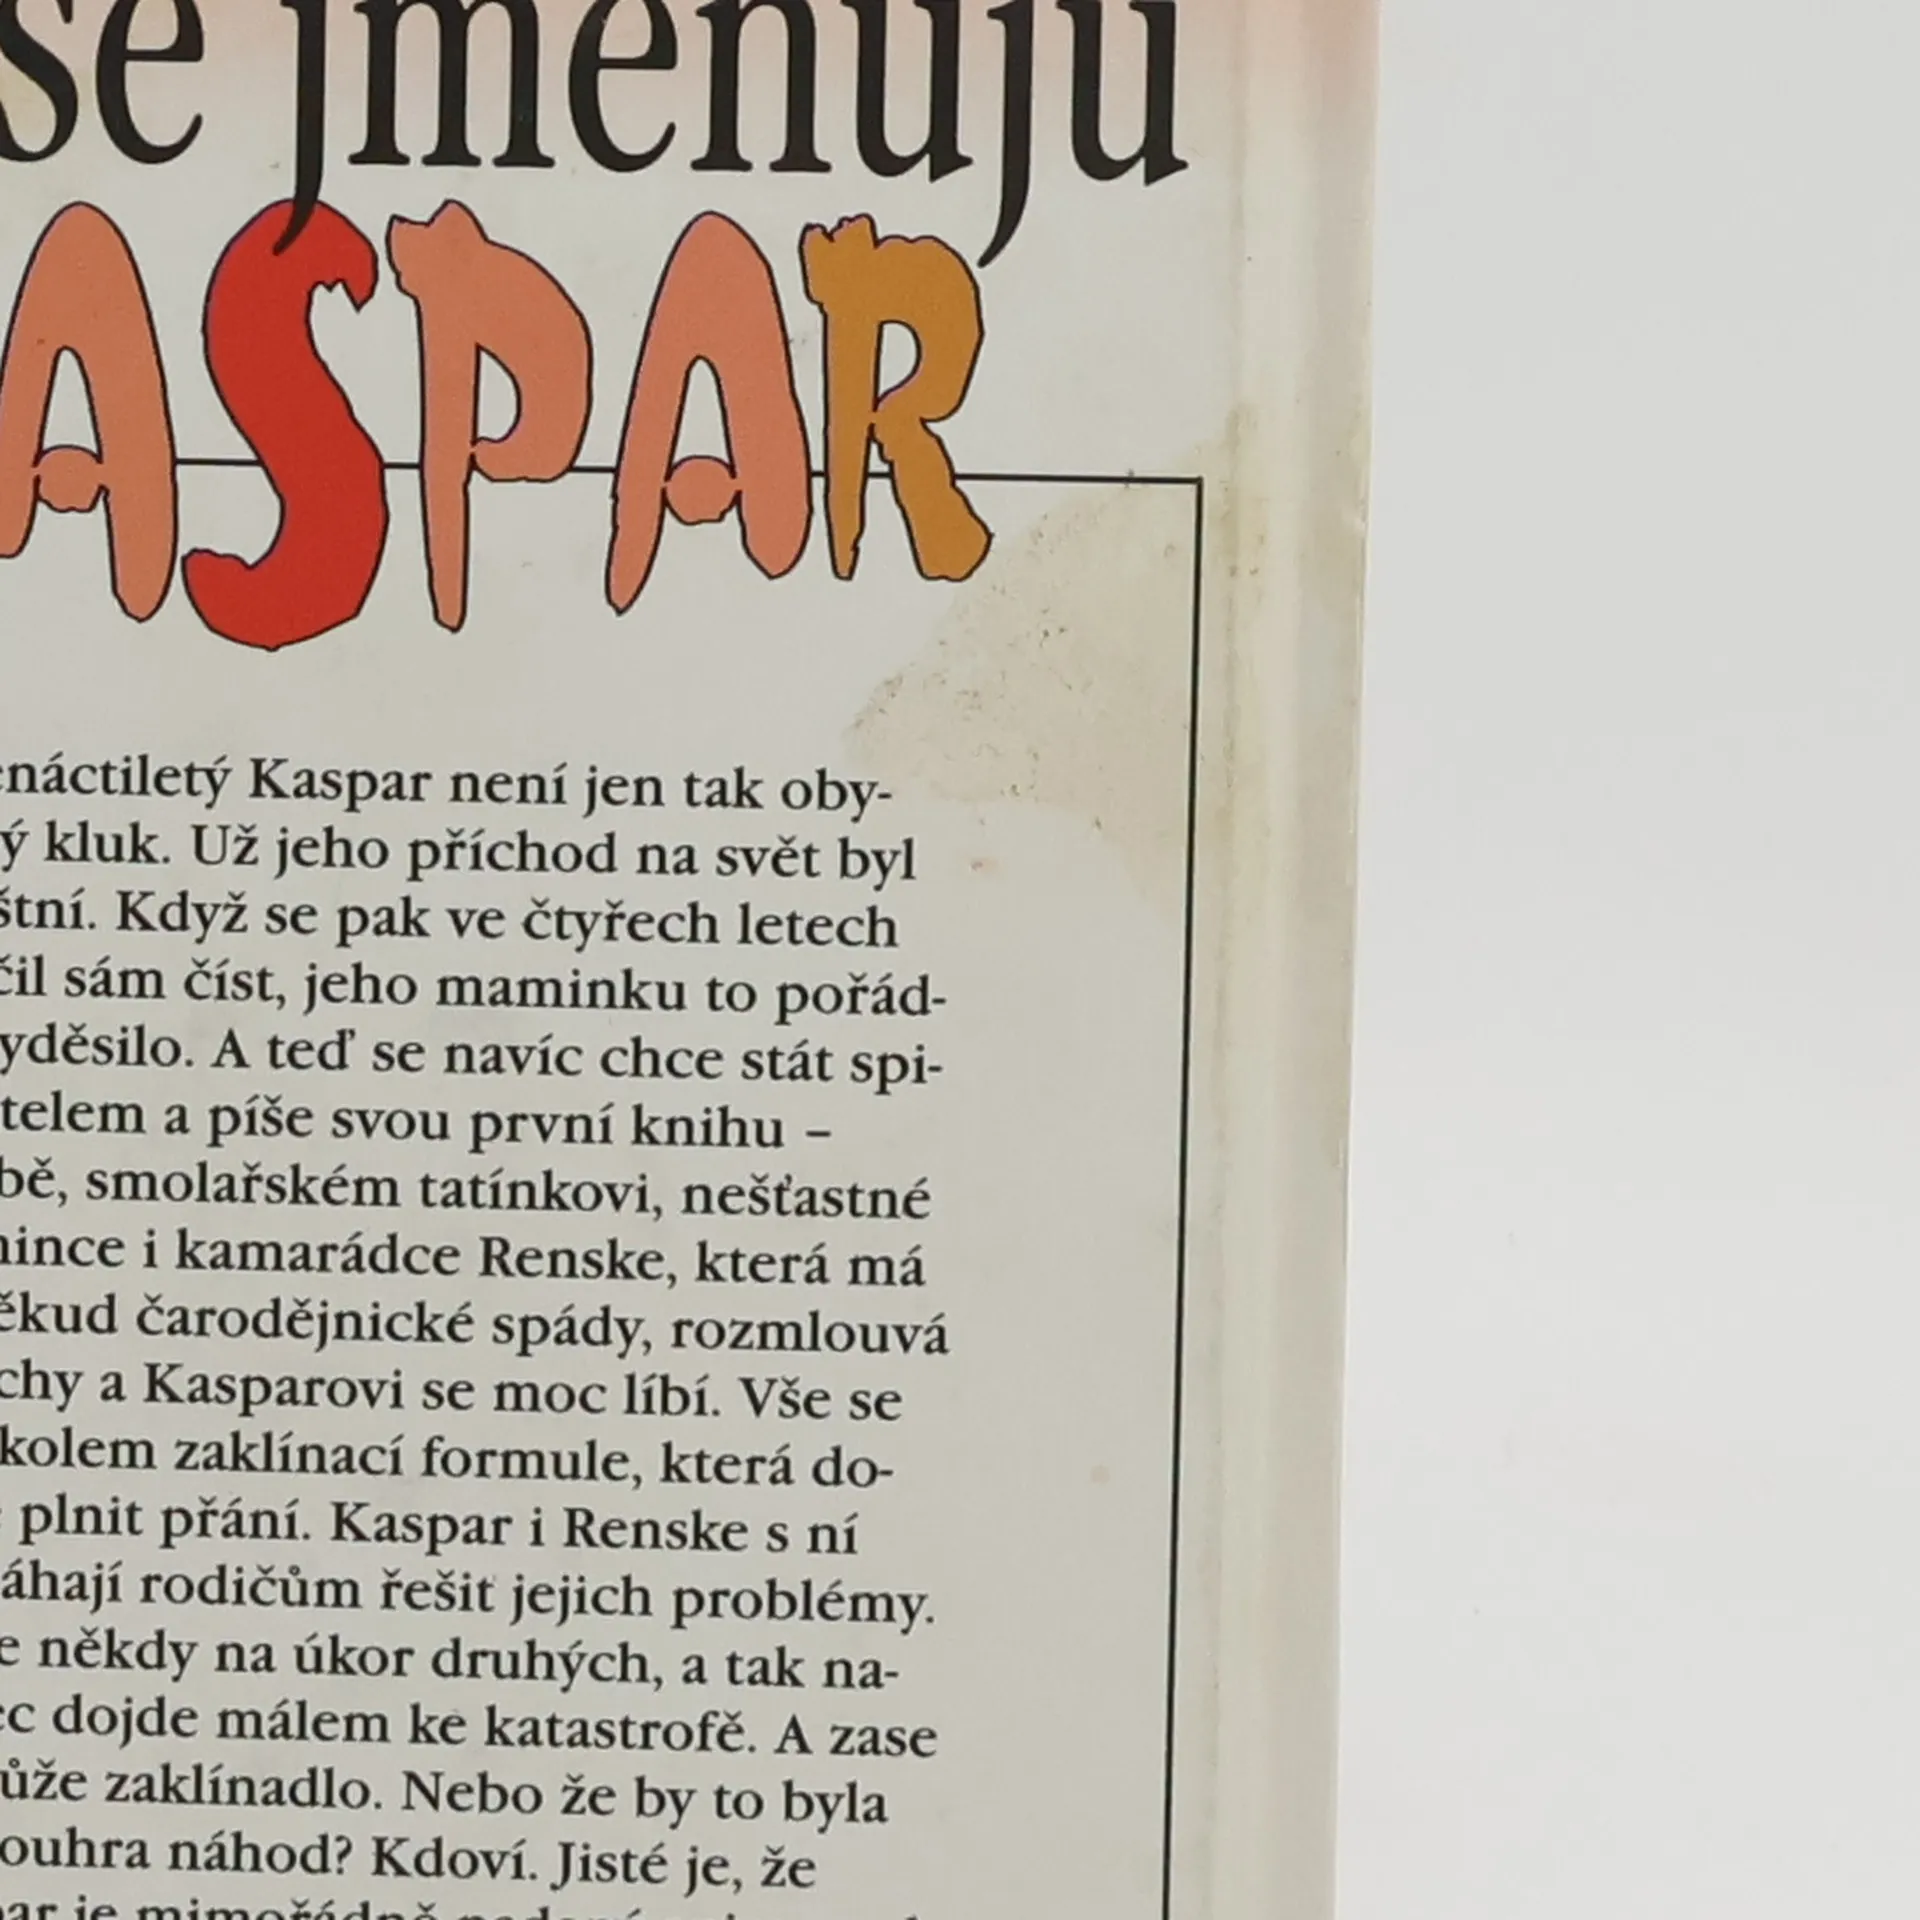 se jmenuju
ASPAR
náctiletý Kaspar není jen tak oby-
ý kluk. Už jeho příchod na svět byl
štní. Když se pak ve čtyřech letech
čil sám číst, jeho maminku to pořád-
yděsilo. A teď se navíc chce stát spi-
telem a píše svou první knihu –
bě, smolařském tatínkovi, nešťastné
mince i kamarádce Renske, která má
ěkud čarodějnické spády, rozmlouvá
chy a Kasparovi se moc líbí. Vše se
kolem zaklínací formule, která do-
plnit přání. Kaspar i Renske s ní
áhají rodičům řešit jejich problémy.
e někdy na úkor druhých, a tak na-
ec dojde málem ke katastrofě. A zase
ůže zaklínadlo. Nebo že by to byla
ouhra náhod? Kdoví. Jisté je, že
ar je mimořádně